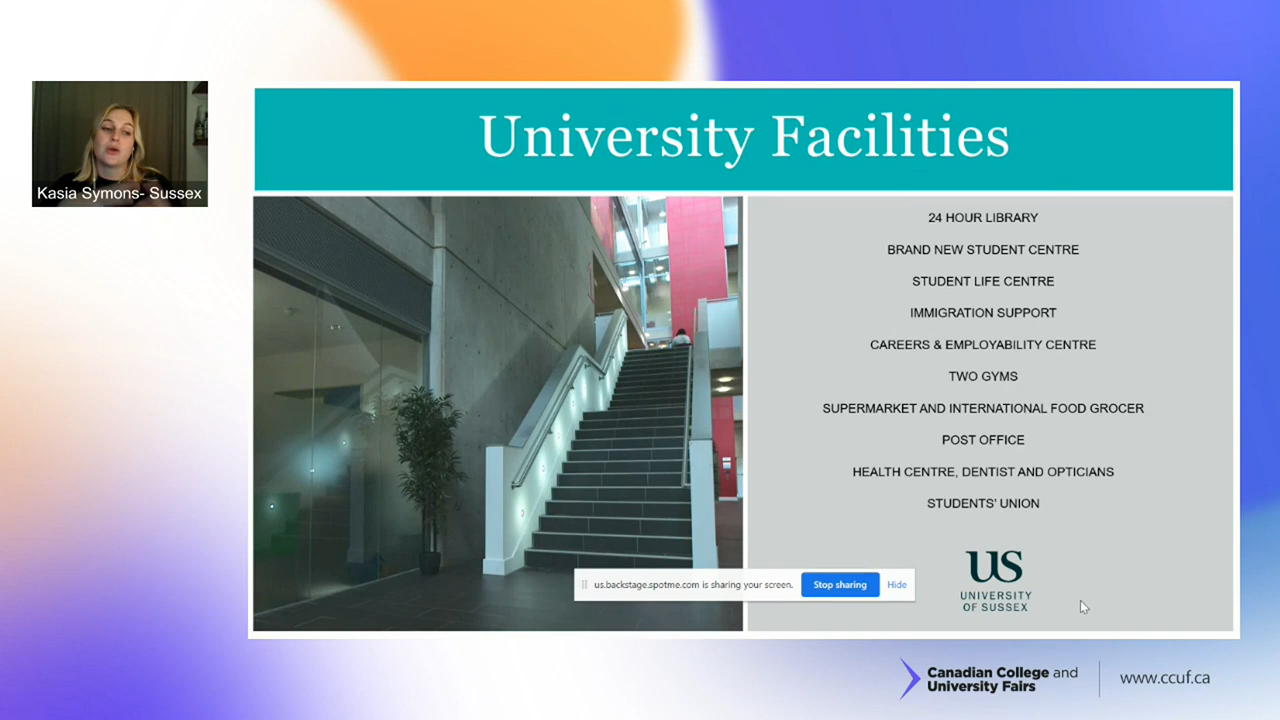 University Facilities
Kasia Symons- Sussex
24 HOUR LIBRARY
BRAND NEW STUDENT CENTRE
STUDENT LIFE CENTRE
IMMIGRATION SUPPORT
CAREERS & EMPLOYABILITY CENTRE
TWO GYMS
SUPERMARKET AND INTERNATIONAL FOOD GROCER
POST OFFICE
HEALTH CENTRE, DENTIST AND OPTICIANS
STUDENTS' UNION
US
UNIVERSITY
OF SUSSEX
us.backstage.spotme.com is sharing your screen. Stop sharing Hide
Canadian College and
University Fairs
www.ccuf.ca